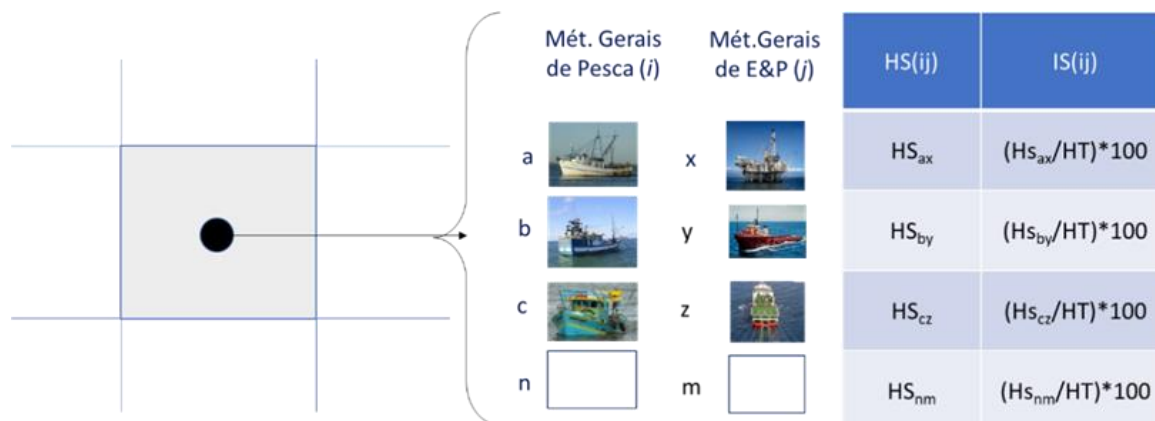 Mét. Gerais
de Pesca (i)
Mét.Gerais
de E&P (j)
HS(ij)
IS(ij)
a
x
HSax
(Hsax/HT)*100
b
y
HSby
(Hsby/HT)*100
c
z
HScz
(Hscz/HT)*100
n
m
HSnm
(Hsnm/HT)*100